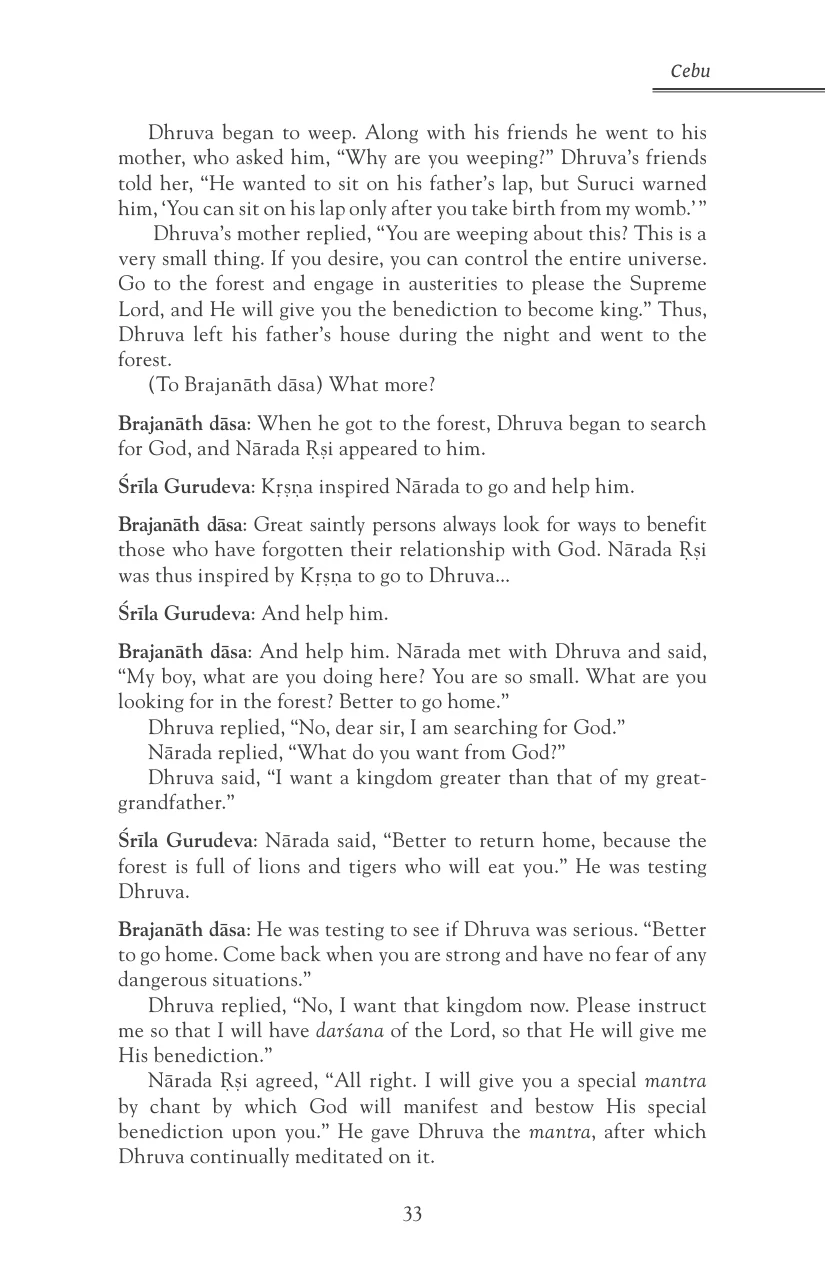 Cebu
Dhruva began to weep. Along with his friends he went to his
mother, who asked him, “Why are you weeping?” Dhruva’s friends
told her, “He wanted to sit on his father’s lap, but Suruci warned
him, ‘You can sit on his lap only after you take birth from my womb.’ ”
Dhruva’s mother replied, “You are weeping about this? This is a
very small thing. If you desire, you can control the entire universe.
Go to the forest and engage in austerities to please the Supreme
Lord, and He will give you the benediction to become king.” Thus,
Dhruva left his father’s house during the night and went to the
forest.
(To Brajanāth dāsa) What more?
Brajanāth dāsa: When he got to the forest, Dhruva began to search
for God, and Nārada Ṛṣi appeared to him.
Śrīla Gurudeva: Kṛṣṇa inspired Nārada to go and help him.
Brajanāth dāsa: Great saintly persons always look for ways to benefit
those who have forgotten their relationship with God. Nārada Ṛṣi
was thus inspired by Kṛṣṇa to go to Dhruva...
Śrīla Gurudeva: And help him.
Brajanāth dāsa: And help him. Nārada met with Dhruva and said,
“My boy, what are you doing here? You are so small. What are you
looking for in the forest? Better to go home.”
Dhruva replied, “No, dear sir, I am searching for God.”
Nārada replied, “What do you want from God?”
Dhruva said, “I want a kingdom greater than that of my great-
grandfather.”
Śrīla Gurudeva: Nārada said, “Better to return home, because the
forest is full of lions and tigers who will eat you.” He was testing
Dhruva.
Brajanāth dāsa: He was testing to see if Dhruva was serious. “Better
to go home. Come back when you are strong and have no fear of any
dangerous situations.”
Dhruva replied, “No, I want that kingdom now. Please instruct
me so that I will have darśana of the Lord, so that He will give me
His benediction.”
Nārada Ṛṣi agreed, “All right. I will give you a special mantra
by chant by which God will manifest and bestow His special
benediction upon you.” He gave Dhruva the mantra, after which
Dhruva continually meditated on it.
33